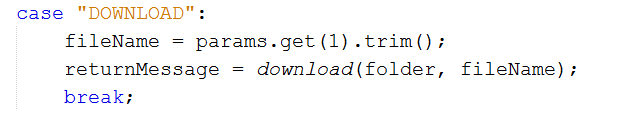 case "DOWNLOAD":
    fileName = params.get(1).trim();
    returnMessage = download(folder, fileName);
    break;